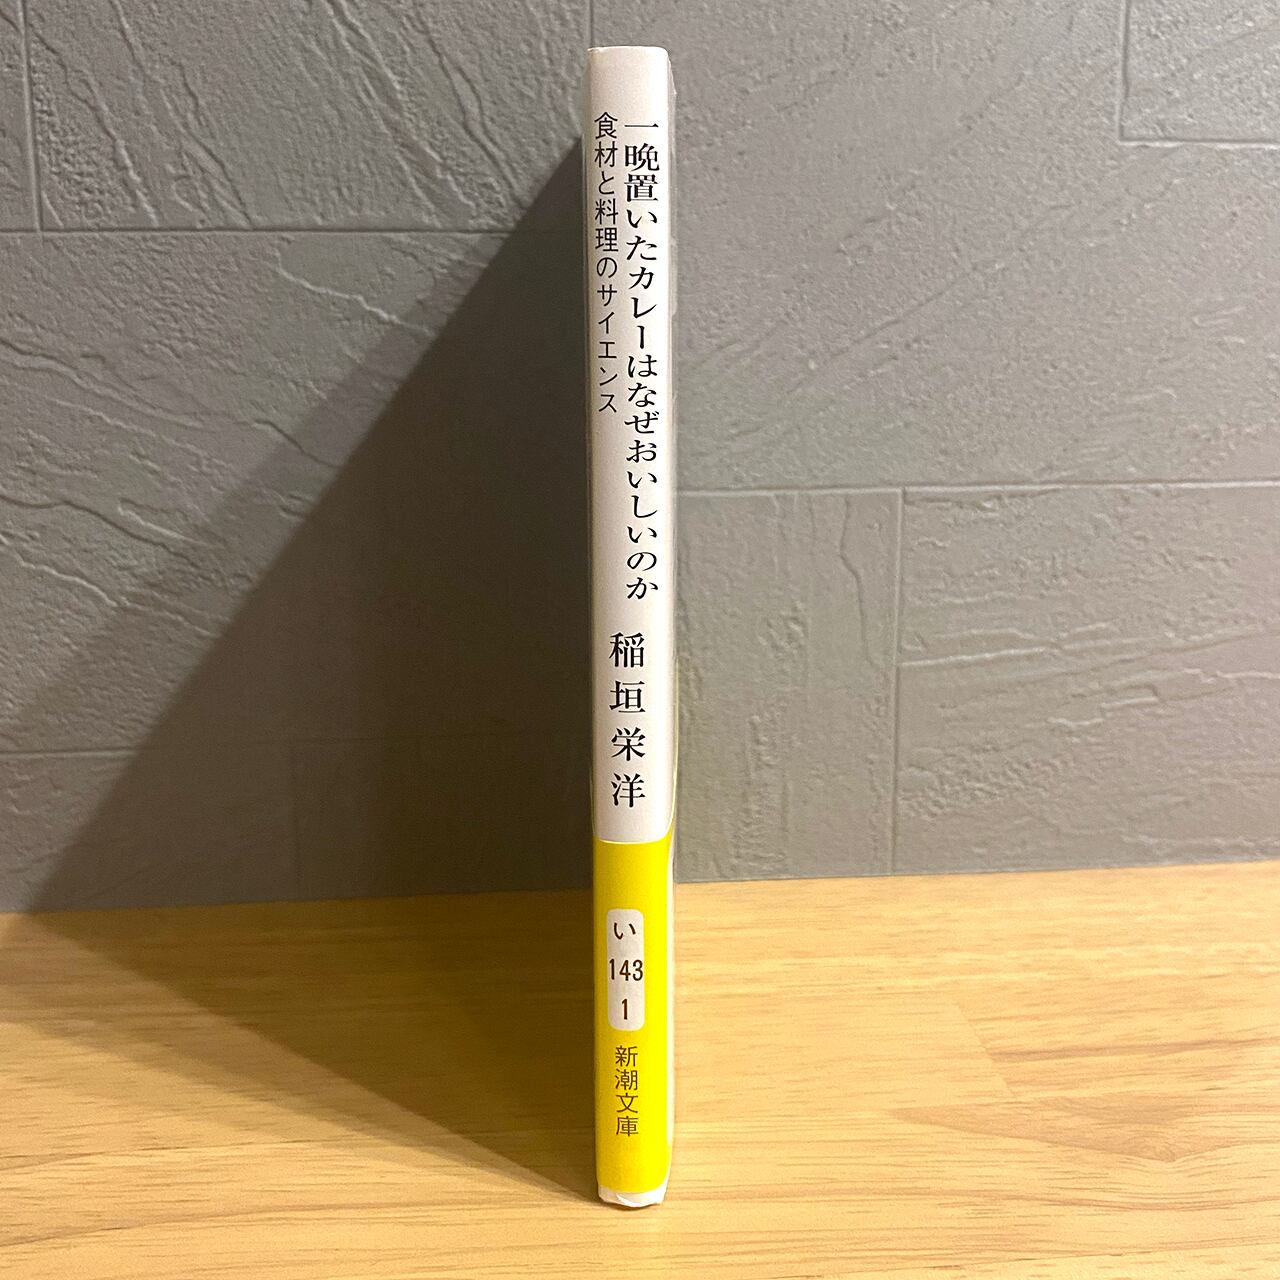 一晩置いたカレーはなぜおいしいのか
食材と料理のサイエンス
稲垣栄洋
い
143
1
新潮文庫